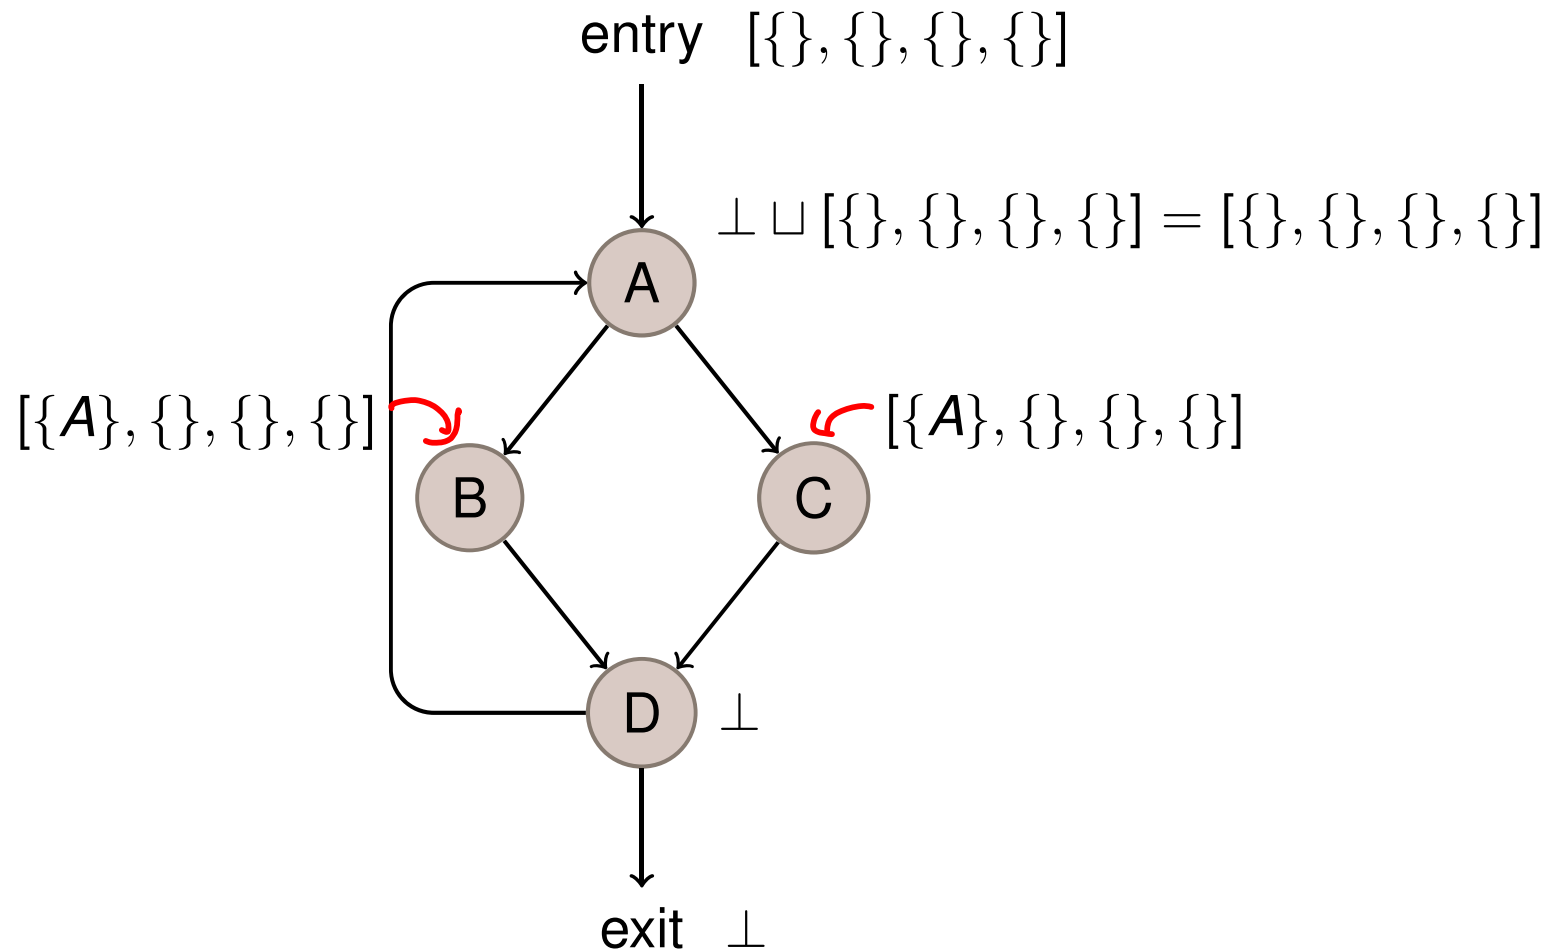 entry [{}, {}, {}, {}]
⊥ ⊔ [{}, {}, {}, {}] = [{}, {}, {}, {}]
A
[{A}, {}, {}, {}]
[{A}, {}, {}, {}]
B
C
D ⊥
exit ⊥